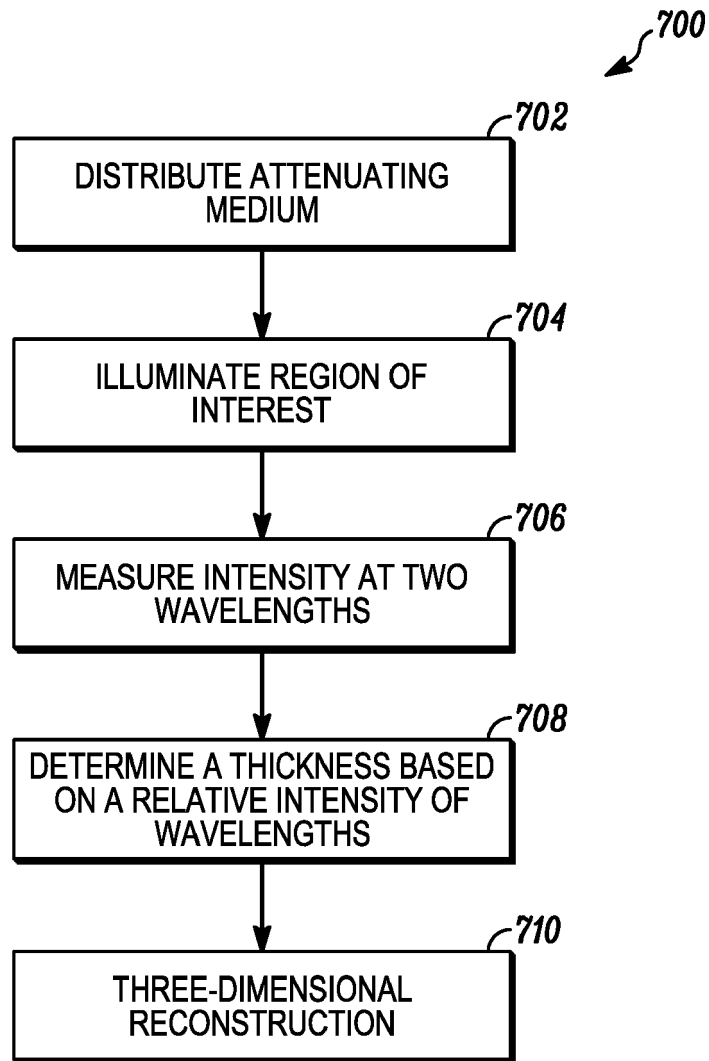 700
702
DISTRIBUTE ATTENUATING
MEDIUM
704
ILLUMINATE REGION OF
INTEREST
706
MEASURE INTENSITY AT TWO
WAVELENGTHS
708
DETERMINE A THICKNESS BASED
ON A RELATIVE INTENSITY OF
WAVELENGTHS
710
THREE-DIMENSIONAL
RECONSTRUCTION